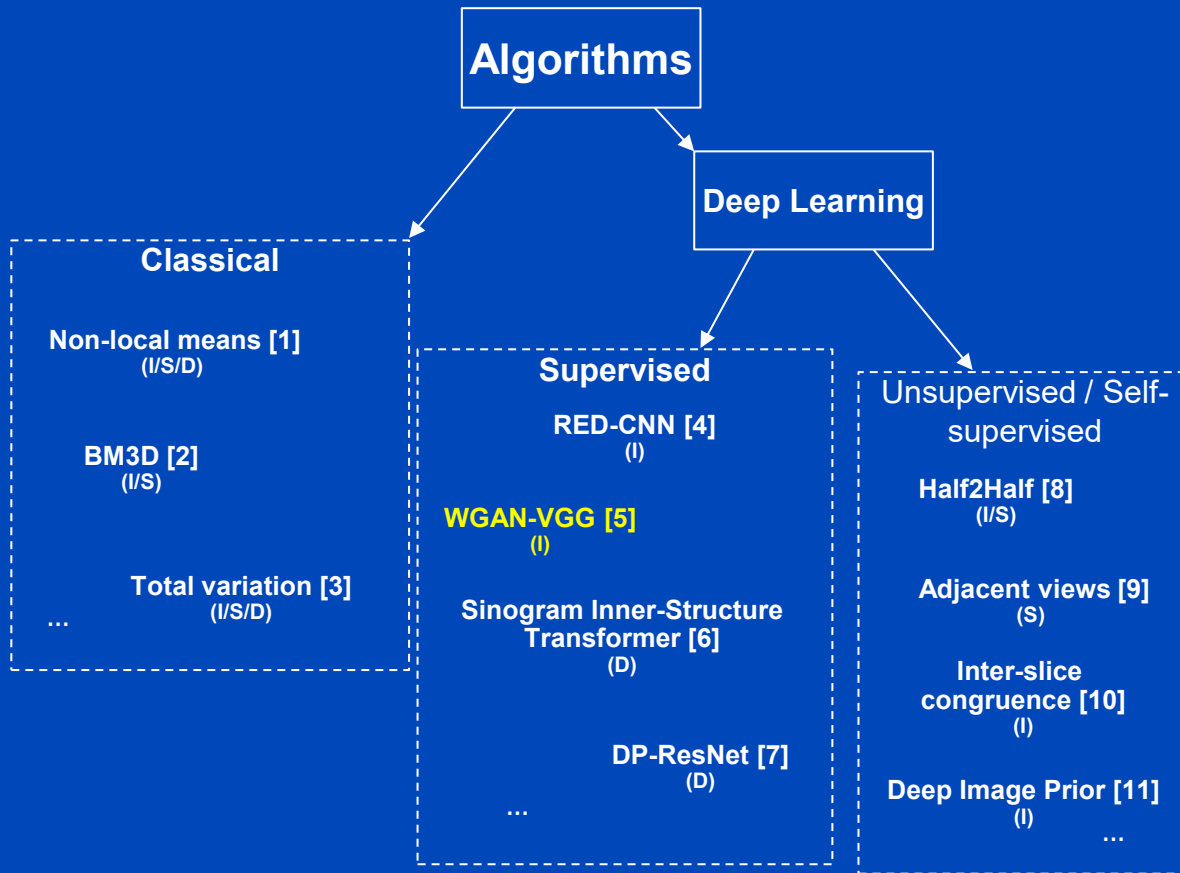 Algorithms
Deep Learning
Classical
Non-local means [1]
(I/S/D)
BM3D [2]
(I/S)
Total variation [3]
(I/S/D)
...
Supervised
RED-CNN [4]
(I)
WGAN-VGG [5]
(I)
Sinogram Inner-Structure
Transformer [6]
(D)
DP-ResNet [7]
(D)
...
Unsupervised / Self-
supervised
Half2Half [8]
(I/S)
Adjacent views [9]
(S)
Inter-slice
congruence [10]
(I)
Deep Image Prior [11]
(I)
...